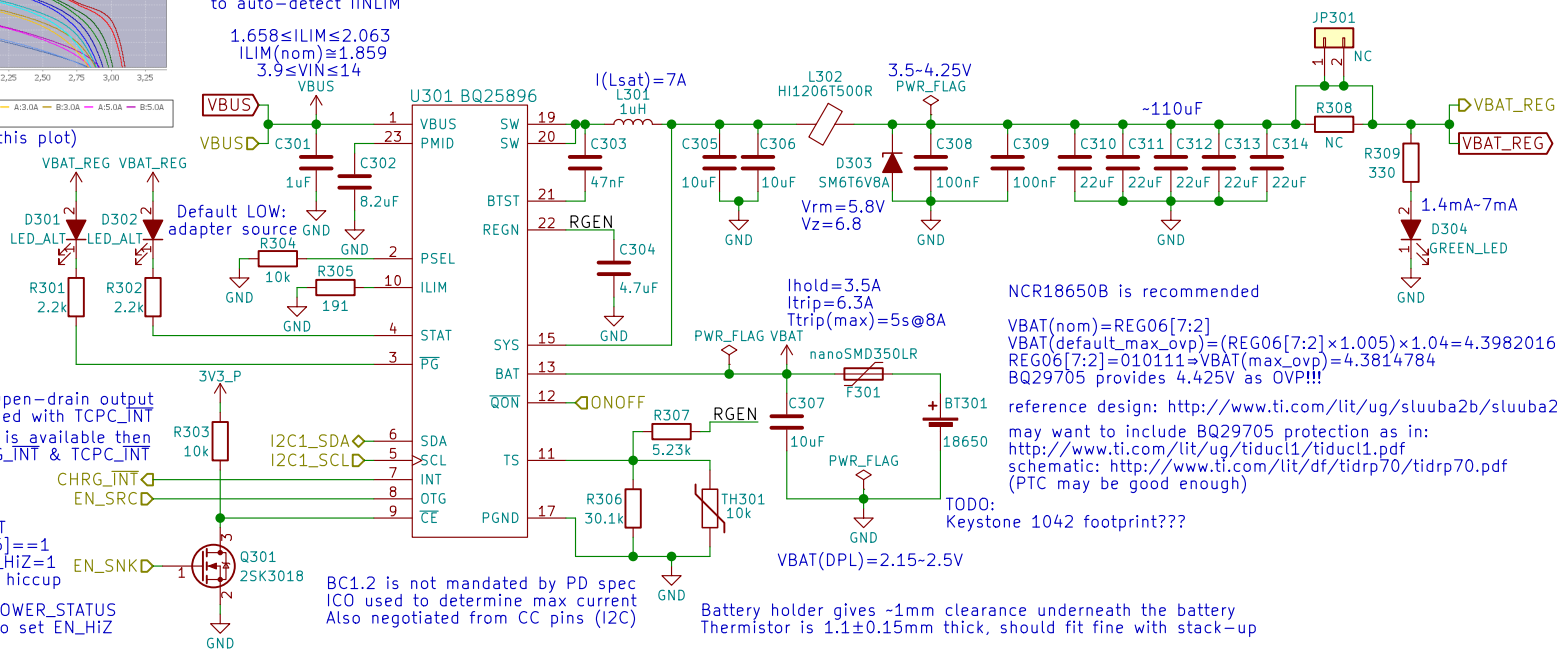 to auto-detect IINLIM
1.658≤ILIM≤2.063
ILIM(nom)≅1.859
3.9≤VIN≤14
2,25 2,50 2,75 3,00 3,25
A:3.0A B:3.0A A:5.0A B:5.0A
this plot)
VBUS
VBUS
VBUS
C301
1uF
GND
C302
8.2uF
GND
VBAT_REG VBAT_REG
D301
LED_ALT
2
1
D302
LED_ALT
2
1
R301
2.2k
R302
2.2k
Default LOW:
adapter source
R304
10k
GND
R305
191
GND
U301 BQ25896
1 VBUS
23 PMID
2 PSEL
10 ILIM
4 STAT
3 PG
6 SDA
5 SCL
7 INT
8 OTG
9 CE
SW 19
SW 20
BTST 21
REGN 22
SYS 15
BAT 13
QON 12
TS 11
PGND 17
I(Lsat)=7A
L301
1uH
C303
47nF
RGEN
C304
4.7uF
GND
C305
10uF
C306
10uF
GND
L302
HI1206T500R
3.5~4.25V
PWR_FLAG
D303
SM6T6V8A
Vrm=5.8V
Vz=6.8
C308
100nF
GND
C309
100nF
~110uF
C310
22uF
C311
22uF
C312
22uF
C313
22uF
C314
22uF
GND
JP301
NC
1
2
R308
NC
VBAT_REG
VBAT_REG
R309
330
1.4mA~7mA
2
1
D304
GREEN_LED
GND
Ihold=3.5A
Itrip=6.3A
Ttrip(max)=5s@8A
PWR_FLAG VBAT
nanoSMD350LR
F301
C307
10uF
BT301
+
18650
PWR_FLAG
GND
VBAT(DPL)=2.15~2.5V
TODO:
Keystone 1042 footprint???
ONOFF
R307
5.23k
RGEN
R306
30.1k
TH301
10k
GND
NCR18650B is recommended
VBAT(nom)=REG06[7:2]
VBAT(default_max_ovp)=(REG06[7:2]×1.005)×1.04=4.3982016
REG06[7:2]=010111⇒VBAT(max_ovp)=4.3814784
BQ29705 provides 4.425V as OVP!!!
reference design: http://www.ti.com/lit/ug/sluuba2b/sluuba2
may want to include BQ29705 protection as in:
http://www.ti.com/lit/ug/tiducl1/tiducl1.pdf
schematic: http://www.ti.com/lit/df/tidrp70/tidrp70.pdf
(PTC may be good enough)
3V3_P
R303
10k
pen-drain output
ed with TCPC_INT
is available then
G_INT & TCPC_INT
I2C1_SDA
I2C1_SCL
CHRG_INT
EN_SRC
EN_SNK
3
1
2
Q301
2SK3018
GND
T
]==1
_HiZ=1
hiccup
OWER_STATUS
o set EN_HiZ
BC1.2 is not mandated by PD spec
ICO used to determine max current
Also negotiated from CC pins (I2C)
Battery holder gives ~1mm clearance underneath the battery
Thermistor is 1.1±0.15mm thick, should fit fine with stack-up